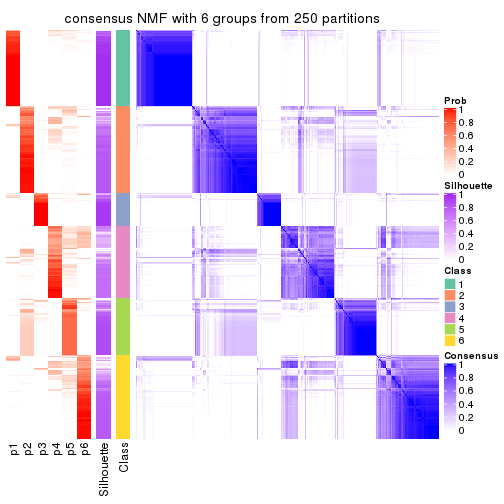 consensus NMF with 6 groups from 250 partitions
Prob
1
0.8
0.6
0.4
0.2
0
Silhouette
1
0.8
0.6
0.4
0.2
0
Class
1
2
3
4
5
6
Consensus
1
0.8
0.6
0.4
0.2
0
p1
p2
p3
p4
p5
p6
Silhouette
Class